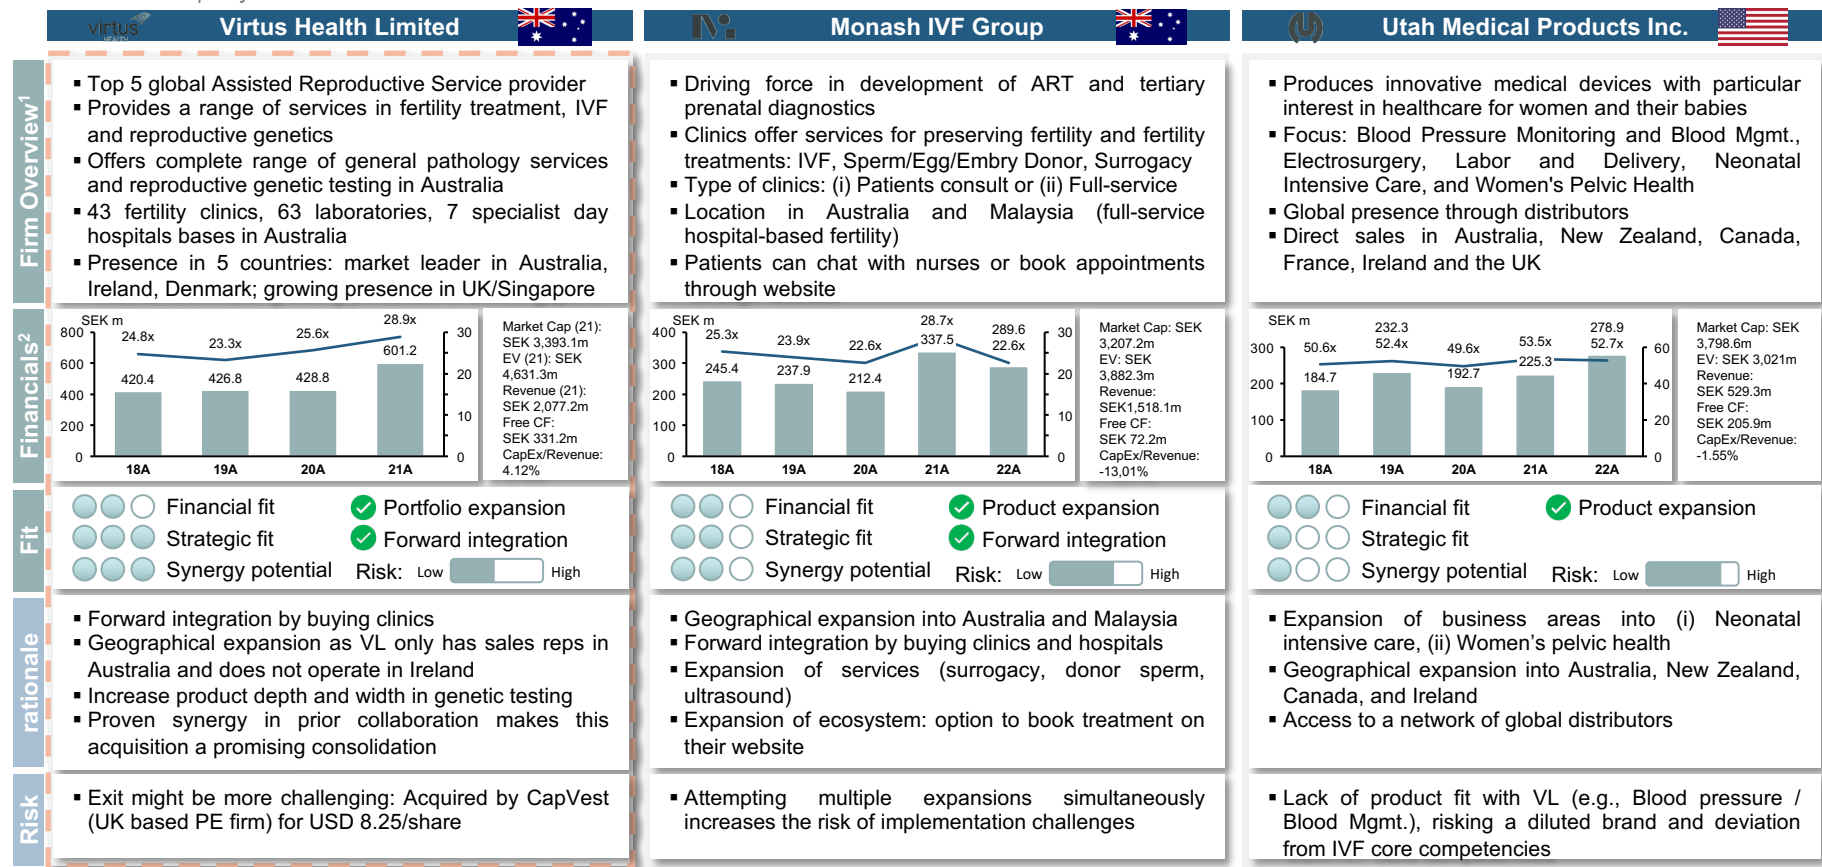 virtus
HEALTH
Virtus Health Limited
Monash IVF Group
Utah Medical Products Inc.
Firm Overview1
▪ Top 5 global Assisted Reproductive Service provider
▪ Provides a range of services in fertility treatment, IVF
and reproductive genetics
▪ Offers complete range of general pathology services
and reproductive genetic testing in Australia
▪ 43 fertility clinics, 63 laboratories, 7 specialist day
hospitals bases in Australia
▪ Presence in 5 countries: market leader in Australia,
Ireland, Denmark; growing presence in UK/Singapore
▪ Driving force in development of ART and tertiary
prenatal diagnostics
▪ Clinics offer services for preserving fertility and fertility
treatments: IVF, Sperm/Egg/Embry Donor, Surrogacy
▪ Type of clinics: (i) Patients consult or (ii) Full-service
▪ Location in Australia and Malaysia (full-service
hospital-based fertility)
▪ Patients can chat with nurses or book appointments
through website
▪ Produces innovative medical devices with particular
interest in healthcare for women and their babies
▪ Focus: Blood Pressure Monitoring and Blood Mgmt.,
Electrosurgery, Labor and Delivery, Neonatal
Intensive Care, and Women's Pelvic Health
▪ Global presence through distributors
▪ Direct sales in Australia, New Zealand, Canada,
France, Ireland and the UK
Financials2
SEK m
800
600
400
200
0
24.8x
23.3x
25.6x
28.9x
420.4
426.8
428.8
601.2
30
20
10
0
18A
19A
20A
21A
Market Cap (21):
SEK 3,393.1m
EV (21): SEK
4,631.3m
Revenue (21):
SEK 2,077.2m
Free CF:
SEK 331.2m
CapEx/Revenue:
4.12%
SEK m
400
300
200
100
0
25.3x
23.9x
22.6x
28.7x
22.6x
245.4
237.9
212.4
337.5
289.6
30
20
10
0
18A
19A
20A
21A
22A
Market Cap: SEK
3,207.2m
EV: SEK
3,882.3m
Revenue:
SEK1,518.1m
Free CF:
SEK 72.2m
CapEx/Revenue:
-13,01%
SEK m
300
200
100
0
50.6x
52.4x
49.6x
53.5x
52.7x
184.7
232.3
192.7
225.3
278.9
60
40
20
0
18A
19A
20A
21A
22A
Market Cap: SEK
3,798.6m
EV: SEK 3,021m
Revenue:
SEK 529.3m
Free CF:
SEK 205.9m
CapEx/Revenue:
-1.55%
Fit
Financial fit
Strategic fit
Synergy potential
Portfolio expansion
Forward integration
Risk: Low High
Financial fit
Strategic fit
Synergy potential
Product expansion
Forward integration
Risk: Low High
Financial fit
Strategic fit
Synergy potential
Product expansion
Risk: Low High
rationale
▪ Forward integration by buying clinics
▪ Geographical expansion as VL only has sales reps in
Australia and does not operate in Ireland
▪ Increase product depth and width in genetic testing
▪ Proven synergy in prior collaboration makes this
acquisition a promising consolidation
▪ Geographical expansion into Australia and Malaysia
▪ Forward integration by buying clinics and hospitals
▪ Expansion of services (surrogacy, donor sperm,
ultrasound)
▪ Expansion of ecosystem: option to book treatment on
their website
▪ Expansion of business areas into (i) Neonatal
intensive care, (ii) Women’s pelvic health
▪ Geographical expansion into Australia, New Zealand,
Canada, and Ireland
▪ Access to a network of global distributors
Risk
▪ Exit might be more challenging: Acquired by CapVest
(UK based PE firm) for USD 8.25/share
▪ Attempting multiple expansions simultaneously
increases the risk of implementation challenges
▪ Lack of product fit with VL (e.g., Blood pressure /
Blood Mgmt.), risking a diluted brand and deviation
from IVF core competencies